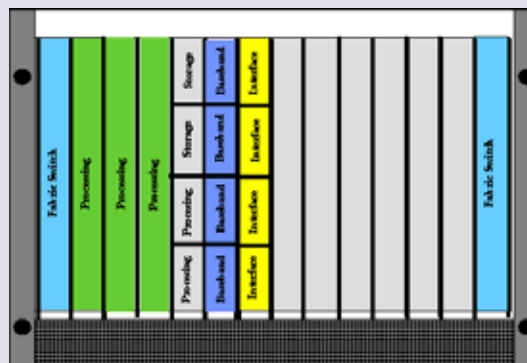 Fabric Switch
Processing
Processing
Processing
Storage
Storage
Processing
Processing
Baseband
Baseband
Baseband
Baseband
Interface
Interface
Interface
Interface
Fabric Switch